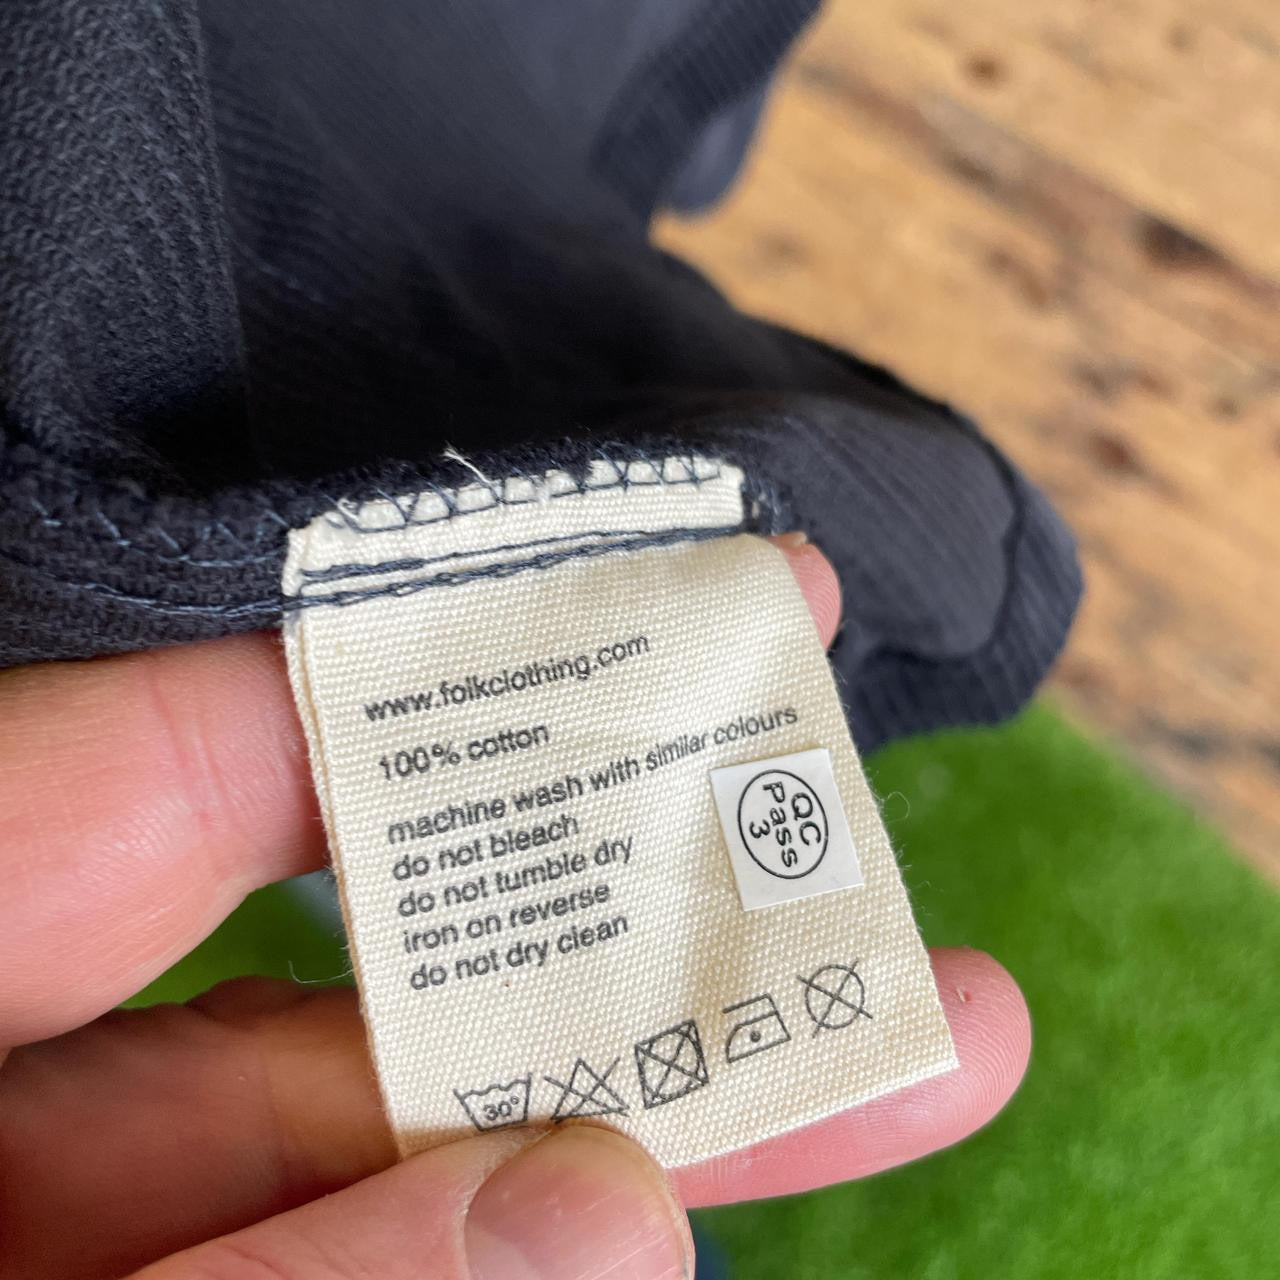 www.folkclothing.com
100% cotton
machine wash with similar colours
do not bleach
do not tumble dry
iron on reverse
do not dry clean
QC
Pass
3
30°